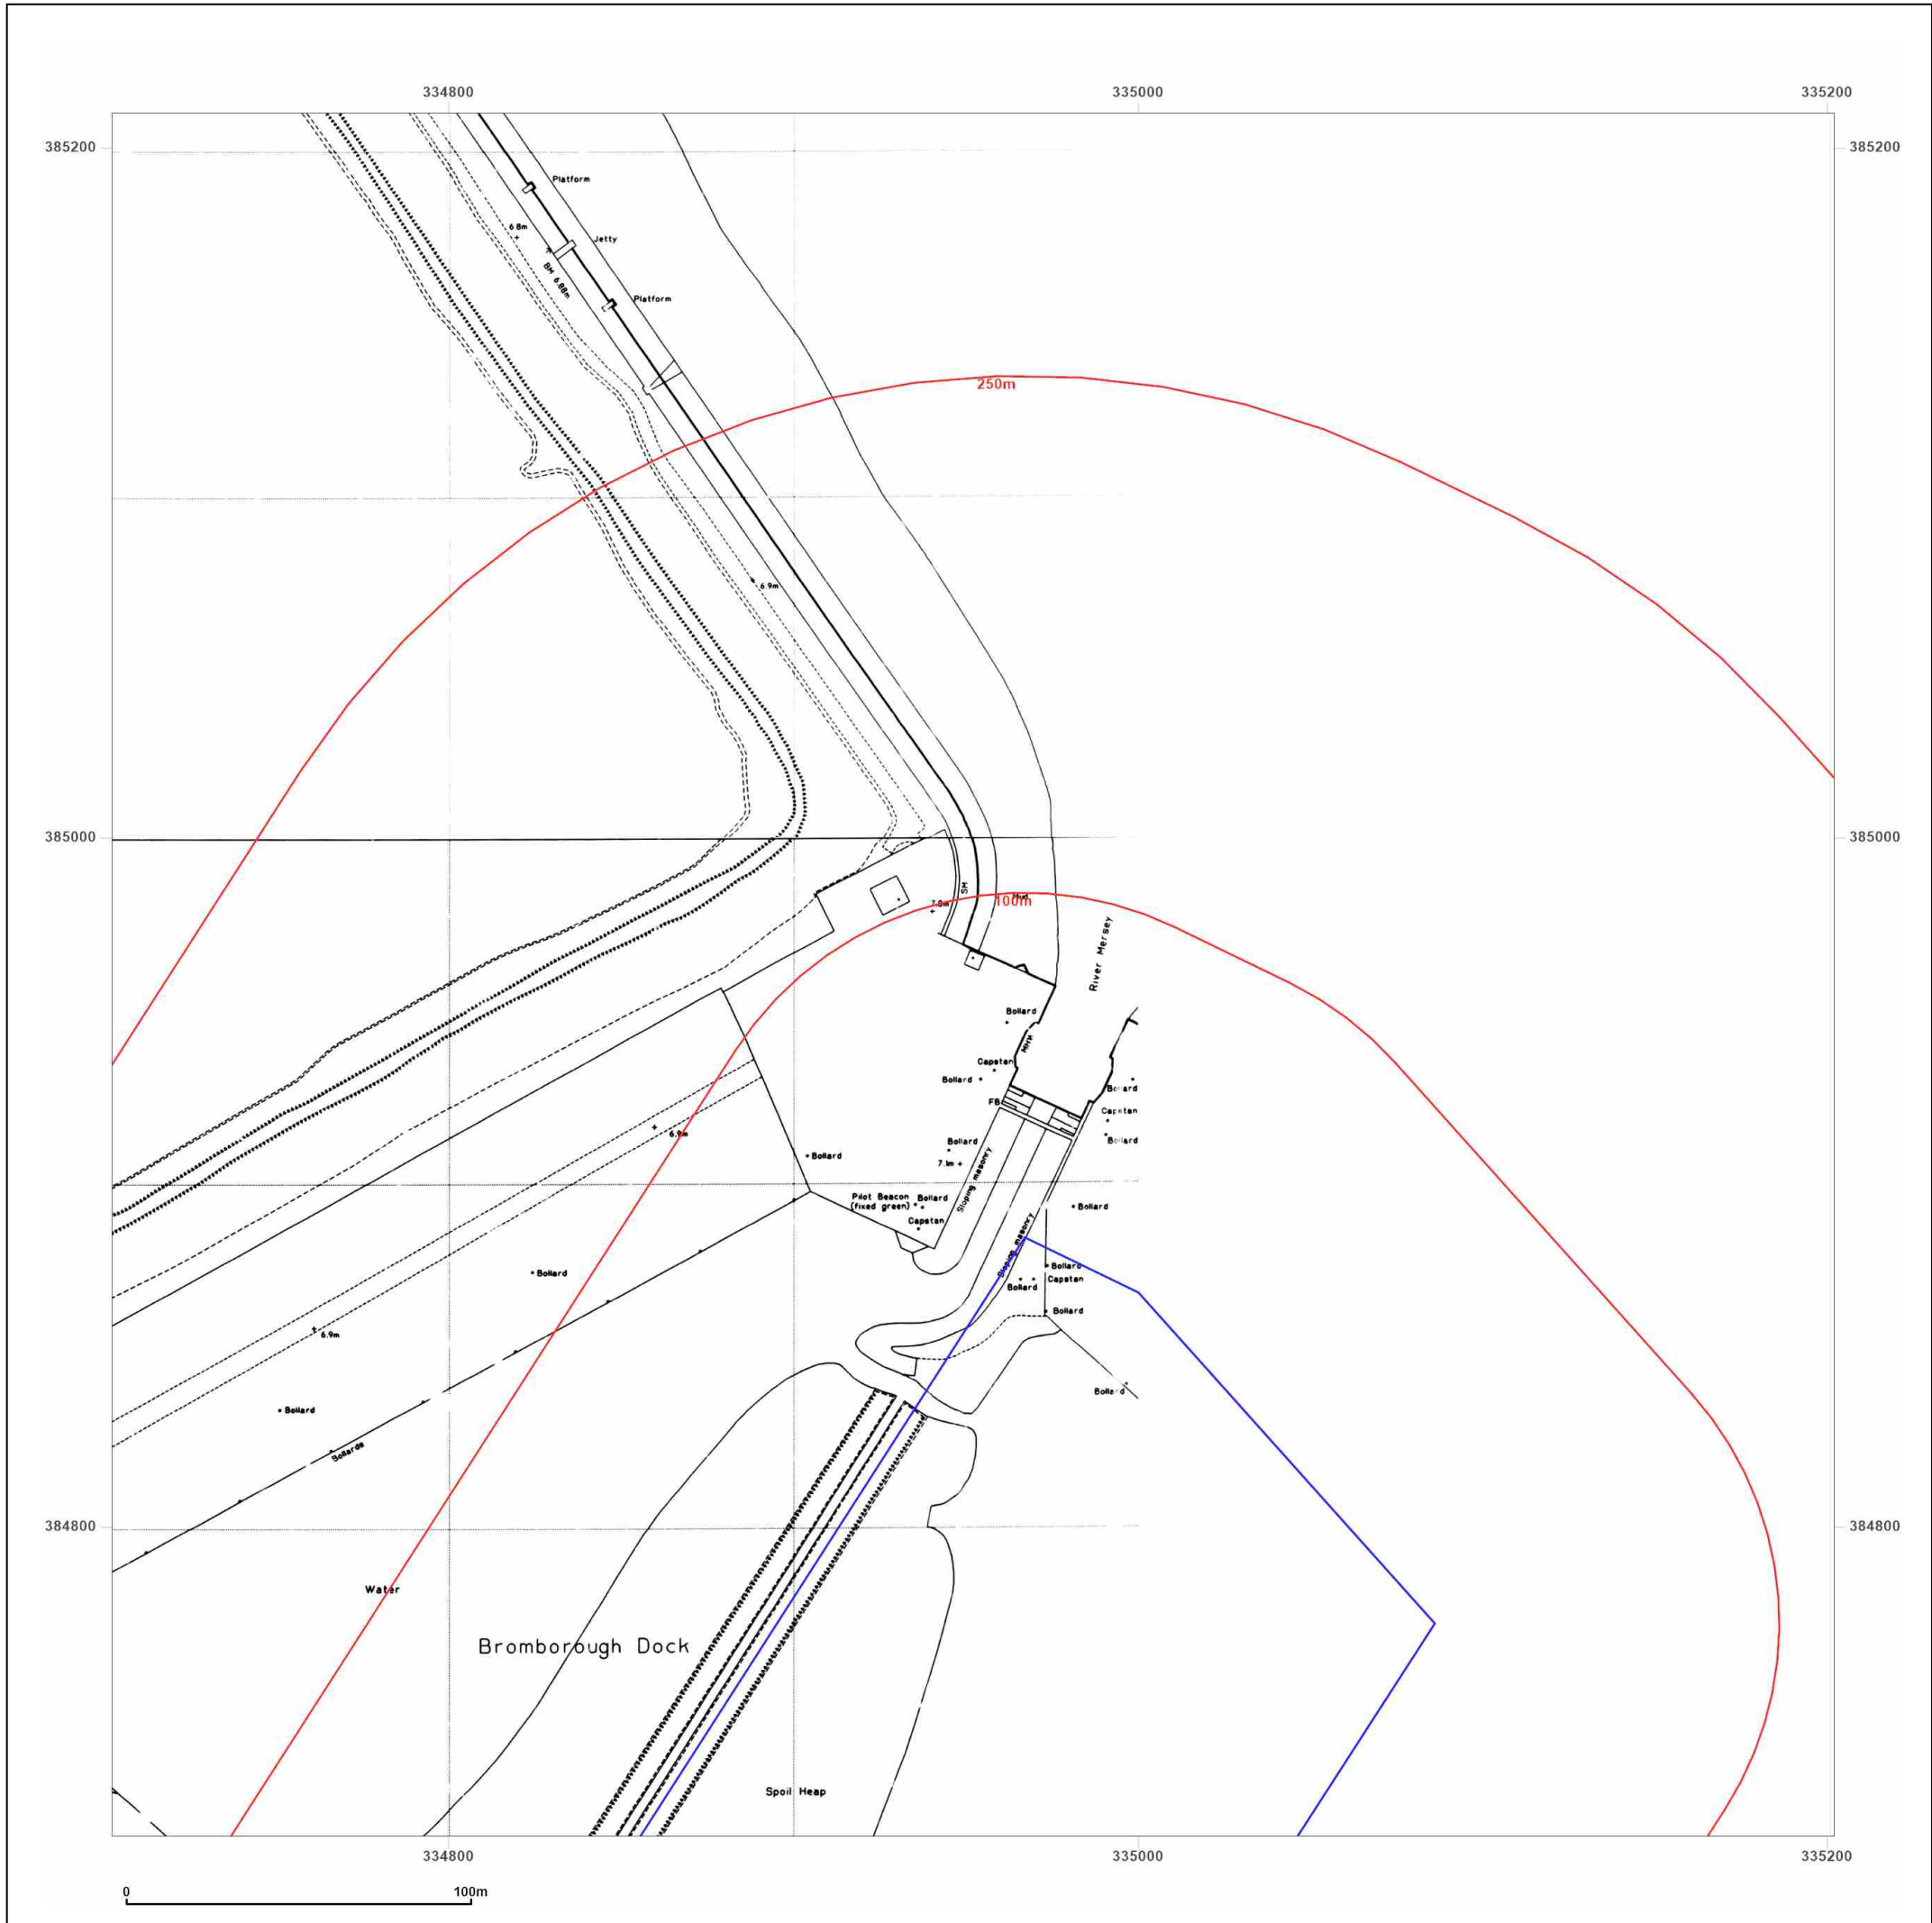 334800
335000
335200
385200
385200
Platform
6.8m
Jetty
BM 6.88m
Platform
250m
6.9m
385000
385000
SM
7.0m
Mud
100m
River Mersey
Bollard
MHW
Capstan
Bollard
Bollard
FB
Capstan
6.9m
Bollard
Bollard
Bollard
7.1m
Sloping masonry
Pilot Beacon
(fixed green)
Bollard
Bollard
Capstan
Sloping masonry
Bollard
Bollard
Capstan
Bollard
6.9m
Bollard
Bollard
Bollard
Bollards
384800
384800
Water
Bromborough Dock
Spoil Heap
334800
335000
335200
0
100m